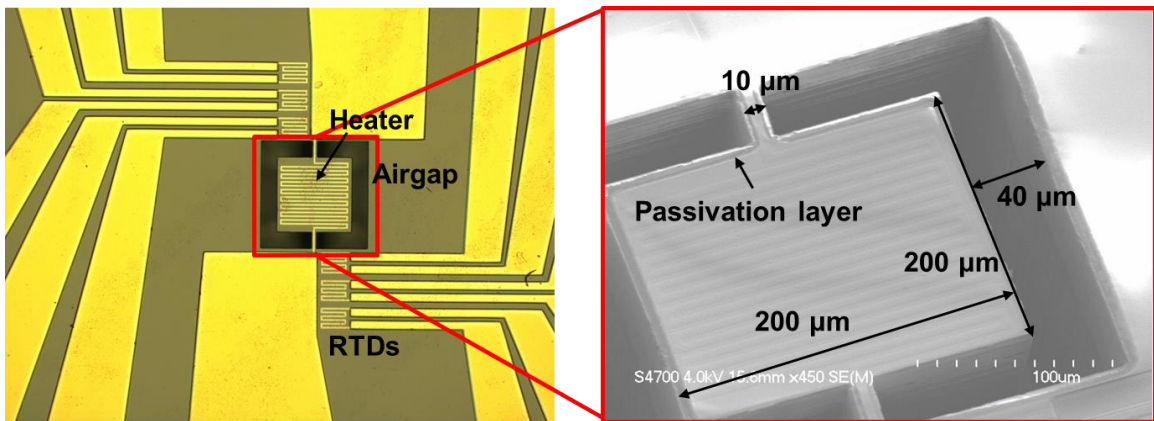 Heater
Airgap
RTDs
10 µm
Passivation layer
40 µm
200 µm
200 µm
S4700 4.0kV 15.6mm x450 SE(M)
100um